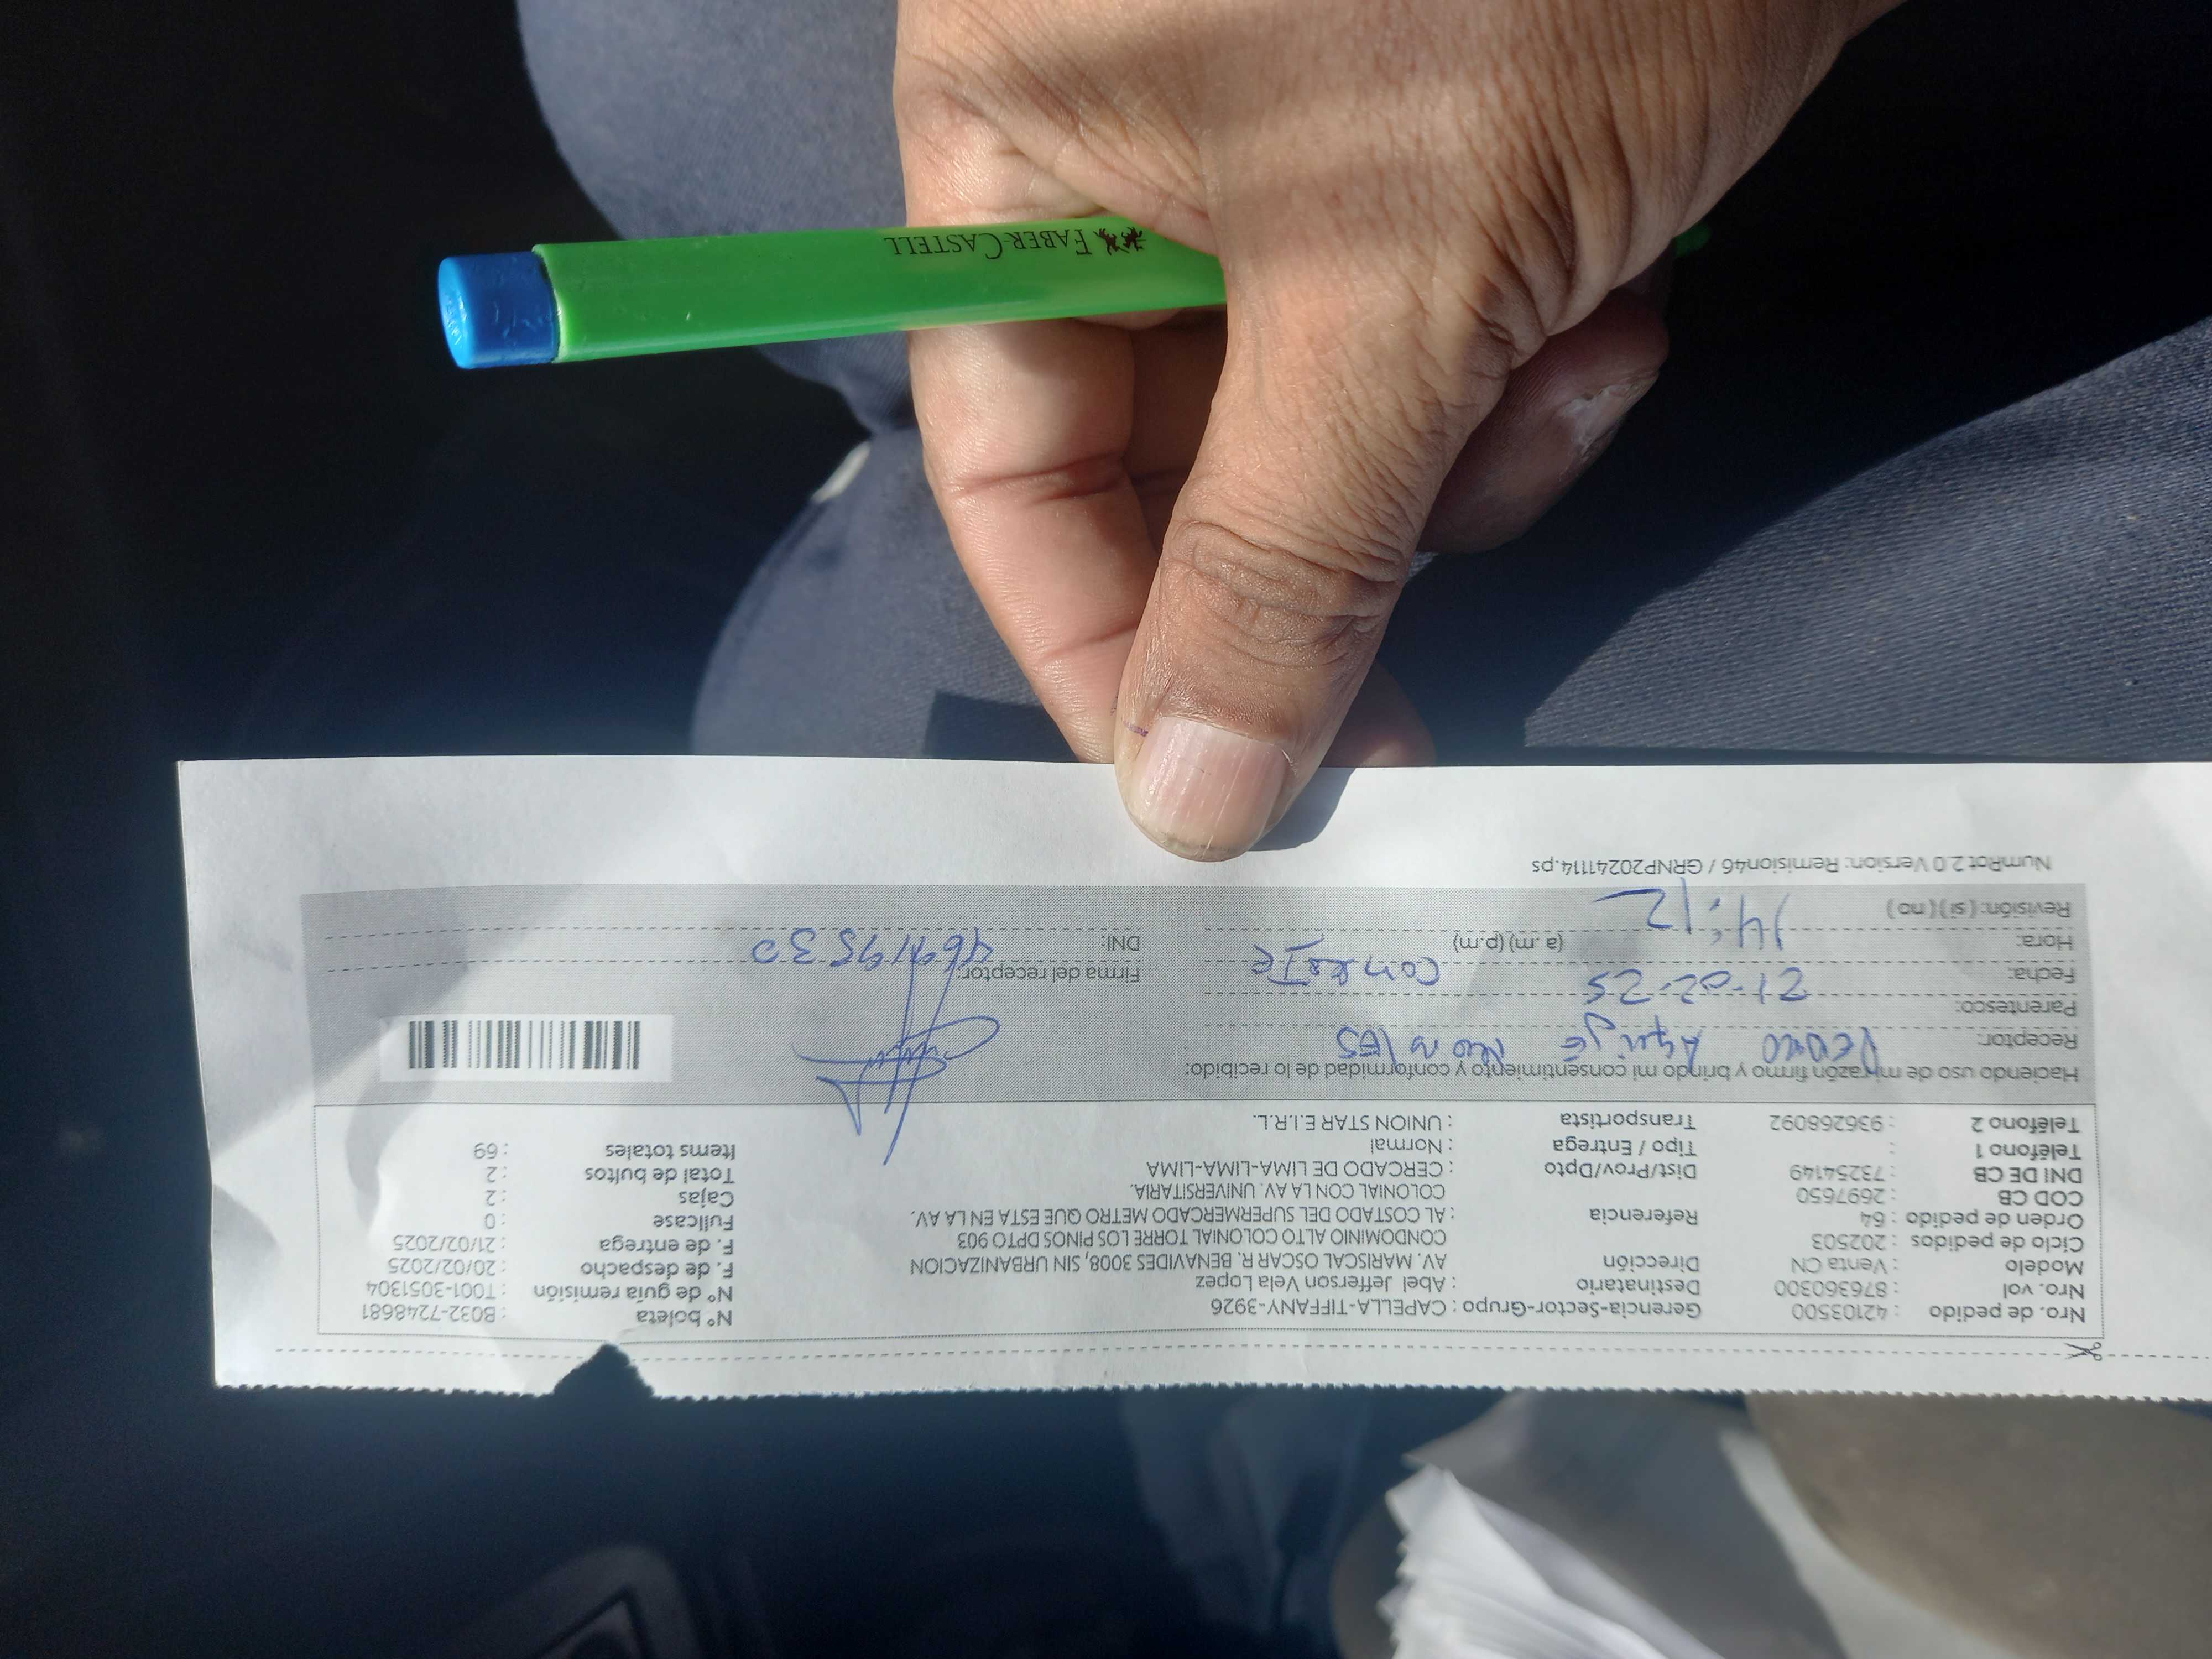 Nro. de pedido : 42103500 Gerencia-Sector-Grupo : CAPELLA-TIFFANY-3926 N° boleta : B032-7248681
Nro. vol : 876360300 Destinatario : Abel Jefferson Vela Lopez N° de guía remisión : T001-3051304
Modelo : Venta CN Dirección AV. MARISCAL OSCAR R. BENAVIDES 3008, SIN URBANIZACION F. de despacho : 20/02/2025
Ciclo de pedidos : 202503 CONDOMINIO ALTO COLONIAL TORRE LOS PINOS DPTO 903 F. de entrega : 21/02/2025
Orden de pedido : 64 Referencia : AL COSTADO DEL SUPERMERCADO METRO QUE ESTA EN LA AV. Fullcase : 0
COD CB : 2697650 COLONIAL CON LA AV. UNIVERSITARIA. Cajas : 2
DNI DE CB : 73254149 Dist/Prov/Dpto : CERCADO DE LIMA-LIMA-LIMA Total de bultos : 2
Teléfono 1 : Tipo / Entrega : Normal Items totales : 69
Teléfono 2 : 936268092 Transportista : UNION STAR E.I.R.L.
Haciendo uso de mi razón firmo y brindo mi consentimiento y conformidad de lo recibido:
Receptor:
Parentesco:
Fecha: 21-02-25 Firma del receptor:
Hora: 14:12 (a.m) (p.m) DNI:
Revisión: (si) (no)
NumRot 2.0 Version: Remision46 / GRNP20241114.ps
FABER-CASTELL